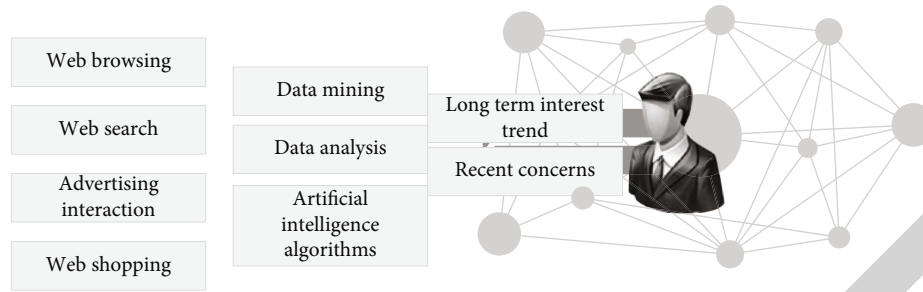 Web browsing
Web search
Advertising
interaction
Web shopping
Data mining
Data analysis
Artificial
intelligence
algorithms
Long term interest
trend
Recent concerns